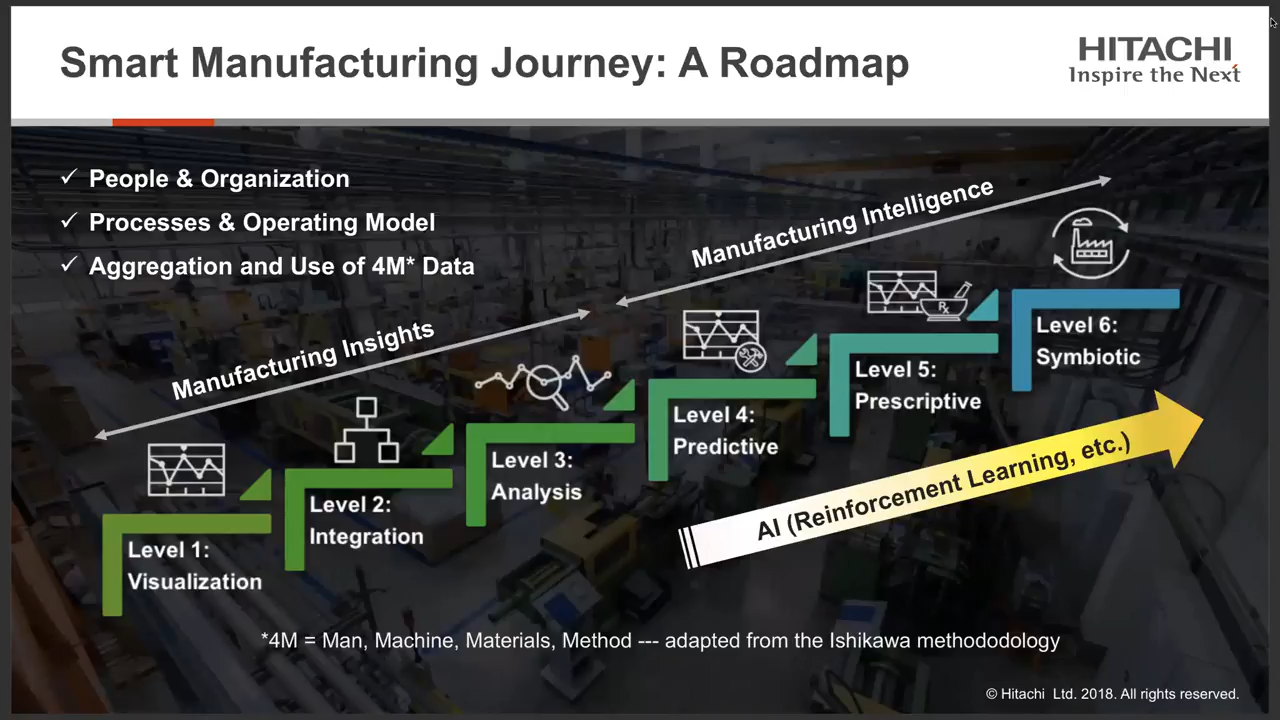 Smart Manufacturing Journey: A Roadmap
HITACHI
Inspire the Next
✓ People & Organization
✓ Processes & Operating Model
✓ Aggregation and Use of 4M* Data
Manufacturing Insights
Manufacturing Intelligence
Level 1:
Visualization
Level 2:
Integration
Level 3:
Analysis
Level 4:
Predictive
Rx
Level 5:
Prescriptive
Level 6:
Symbiotic
AI (Reinforcement Learning, etc.)
*4M = Man, Machine, Materials, Method --- adapted from the Ishikawa methododology
© Hitachi Ltd. 2018. All rights reserved.